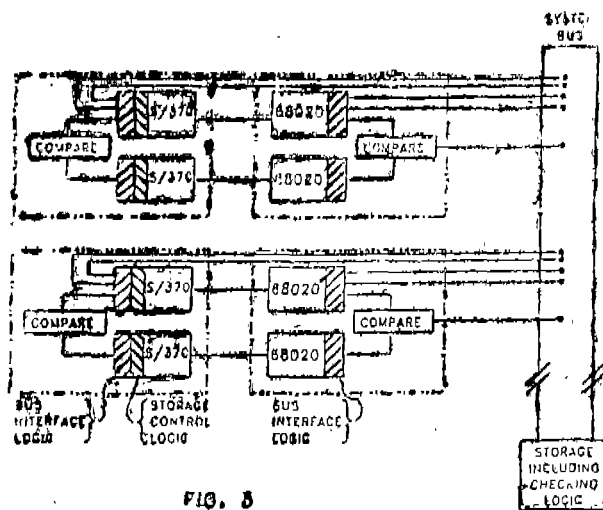 SYSTEM
BUS
S/370
68020
COMPARE
COMPARE
S/370
68020
S/370
68020
COMPARE
COMPARE
S/370
68020
BUS
INTERFACE
LOGIC
STORAGE
CONTROL
LOGIC
BUS
INTERFACE
LOGIC
STORAGE
INCLUDING
CHECKING
LOGIC
FIG. 3